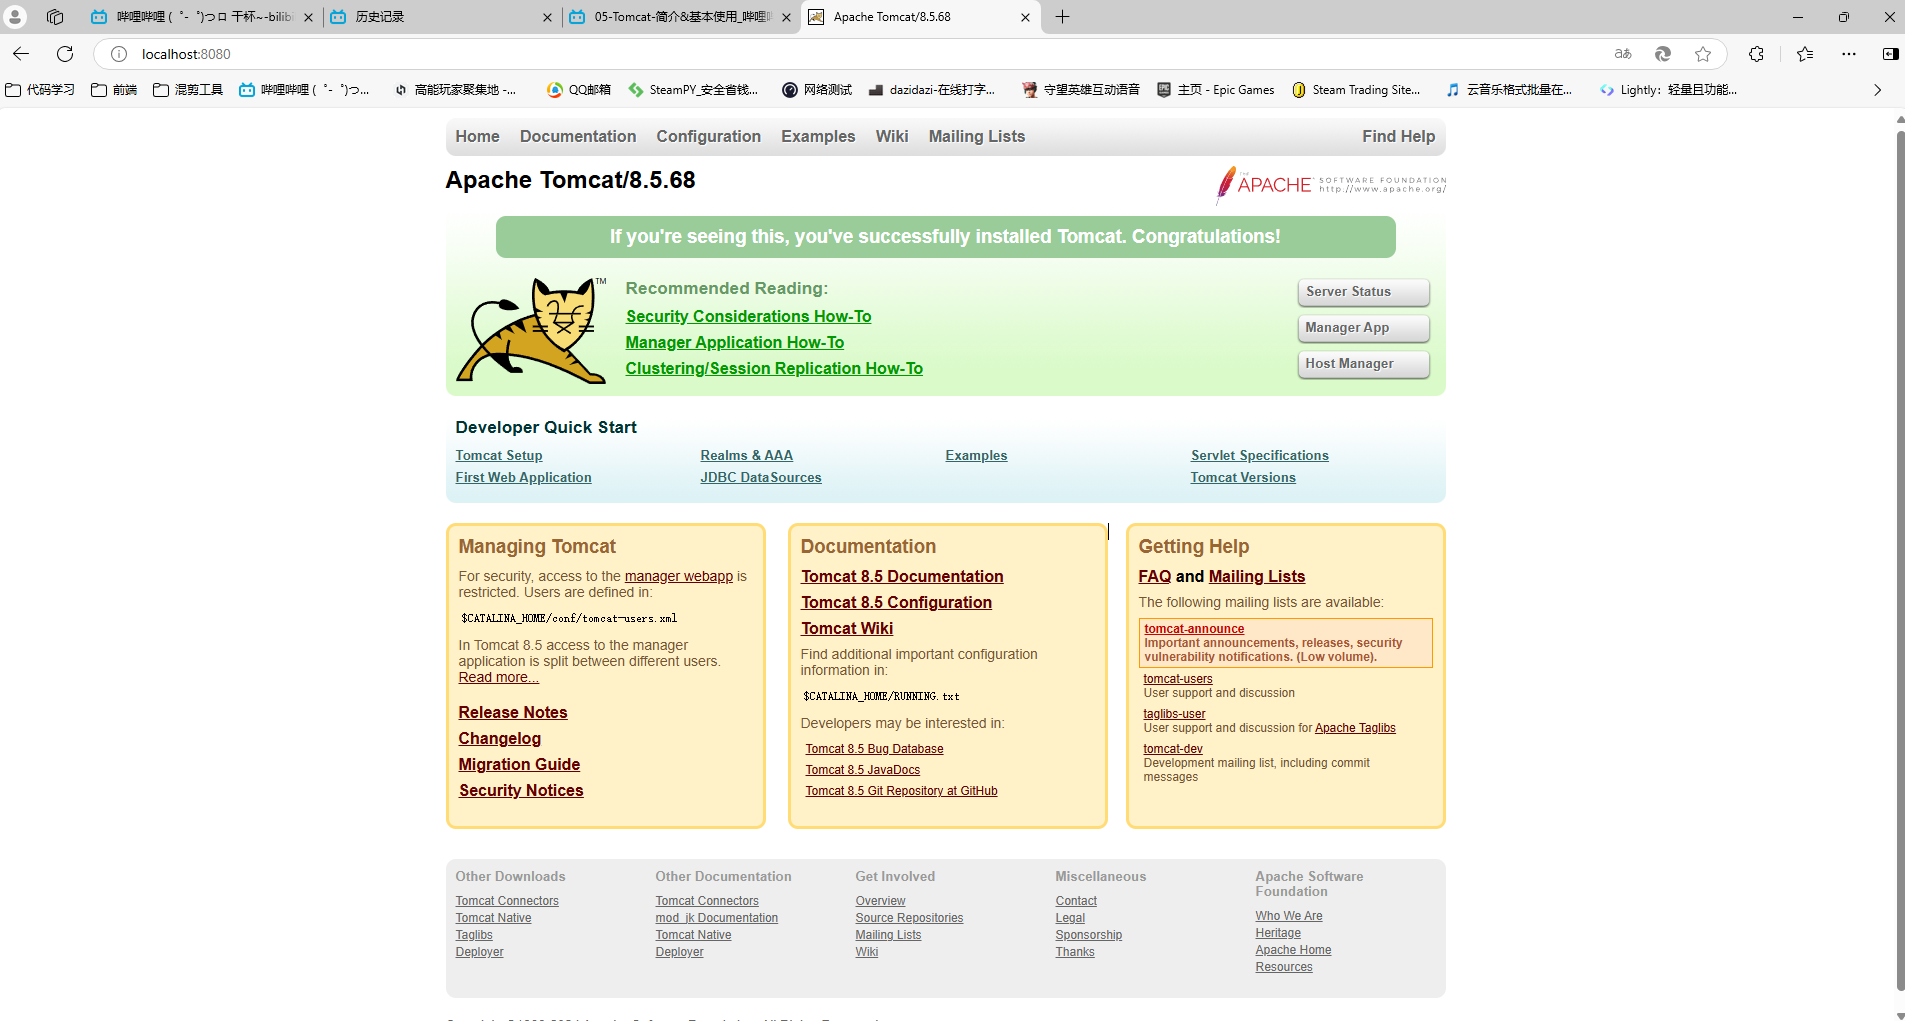 哔哩哔哩 (゜-゜)つロ 干杯~-bilibi
历史记录
05-Tomcat-简介&基本使用_哔哩哔
Apache Tomcat/8.5.68
localhost:8080
代码学习 前端 混剪工具 哔哩哔哩 (゜-゜)つ... 高能玩家聚集地 -... QQ邮箱 SteamPY_安全省钱... 网络测试 dazidazi-在线打字... 守望英雄互动语音 主页 - Epic Games Steam Trading Site... 云音乐格式批量在... Lightly：轻量且功能...
Home Documentation Configuration Examples Wiki Mailing Lists Find Help
Apache Tomcat/8.5.68
THE APACHE SOFTWARE FOUNDATION
http://www.apache.org/
If you're seeing this, you've successfully installed Tomcat. Congratulations!
TM
Recommended Reading:
Security Considerations How-To
Manager Application How-To
Clustering/Session Replication How-To
Server Status
Manager App
Host Manager
Developer Quick Start
Tomcat Setup
First Web Application
Realms & AAA
JDBC DataSources
Examples
Servlet Specifications
Tomcat Versions
Managing Tomcat
For security, access to the manager webapp is
restricted. Users are defined in:
$CATALINA_HOME/conf/tomcat-users.xml
In Tomcat 8.5 access to the manager
application is split between different users.
Read more...
Release Notes
Changelog
Migration Guide
Security Notices
Documentation
Tomcat 8.5 Documentation
Tomcat 8.5 Configuration
Tomcat Wiki
Find additional important configuration
information in:
$CATALINA_HOME/RUNNING.txt
Developers may be interested in:
Tomcat 8.5 Bug Database
Tomcat 8.5 JavaDocs
Tomcat 8.5 Git Repository at GitHub
Getting Help
FAQ and Mailing Lists
The following mailing lists are available:
tomcat-announce
Important announcements, releases, security
vulnerability notifications. (Low volume).
tomcat-users
User support and discussion
taglibs-user
User support and discussion for Apache Taglibs
tomcat-dev
Development mailing list, including commit
messages
Other Downloads
Tomcat Connectors
Tomcat Native
Taglibs
Deployer
Other Documentation
Tomcat Connectors
mod_jk Documentation
Tomcat Native
Deployer
Get Involved
Overview
Source Repositories
Mailing Lists
Wiki
Miscellaneous
Contact
Legal
Sponsorship
Thanks
Apache Software
Foundation
Who We Are
Heritage
Apache Home
Resources